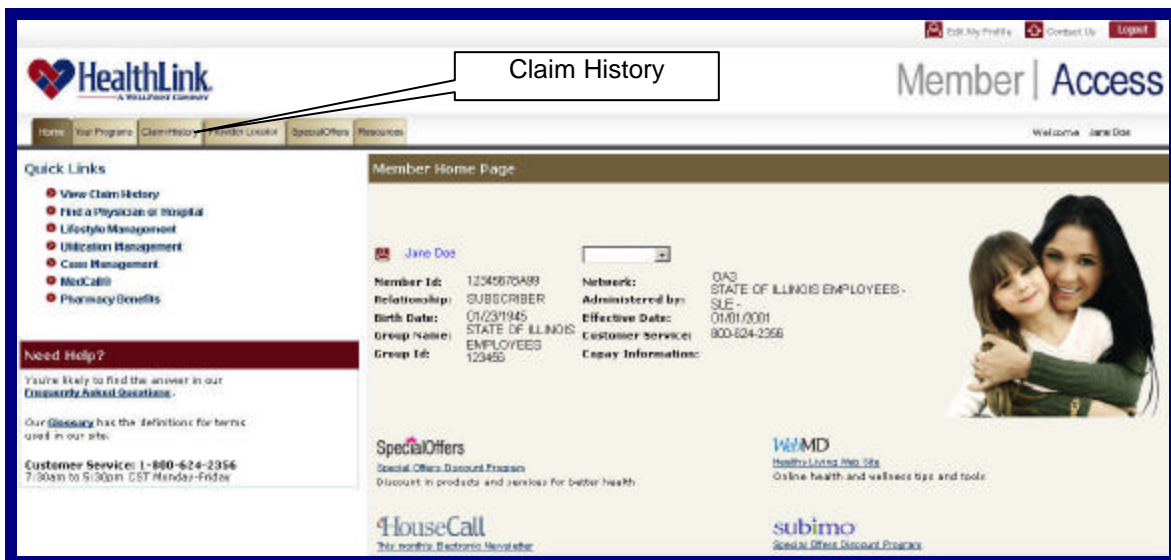 Edit My Profile Contact Us Logout
HealthLink
A WELLPOINT COMPANY
Claim History
Member | Access
Home Your Programs Claim History Provider Locator SpecialOffers Resources
Welcome Jane Doe
Quick Links
View Claim History
Find a Physician or Hospital
Lifestyle Management
Utilization Management
Case Management
MedCall®
Pharmacy Benefits
Need Help?
You're likely to find the answer in our
Frequently Asked Questions.
Our Glossary has the definitions for terms
used in our site.
Customer Service: 1-800-624-2356
7:30am to 5:30pm CST Monday-Friday
Member Home Page
Jane Doe
Member Id: 12345678A99
Relationship: SUBSCRIBER
Birth Date: 01/23/1945
Group Name: STATE OF ILLINOIS
EMPLOYEES
Group Id: 123456
Network: OA3
Administered by: STATE OF ILLINOIS EMPLOYEES -
SLE -
Effective Date: 01/01/2001
Customer Service: 800-624-2356
Copay Information:
SpecialOffers
Special Offers Discount Program
Discount in products and services for better health
WebMD
Healthy Living Web Site
Online health and wellness tips and tools
HouseCall
This month's Electronic Newsletter
subimo
Special Offers Discount Program